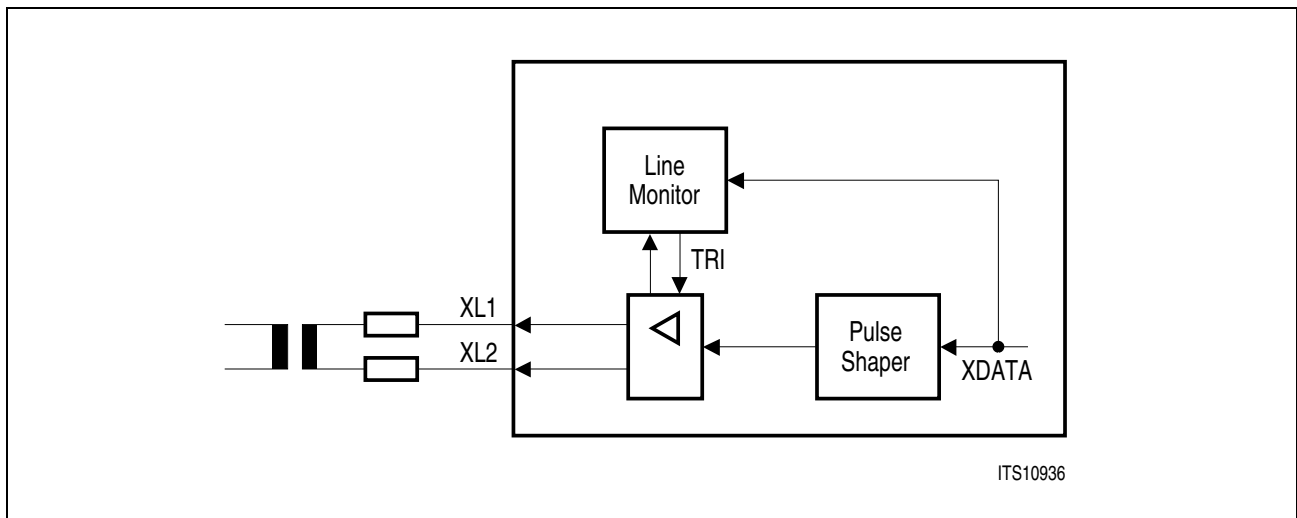 Line
Monitor
TRI
XL1
XL2
Pulse
Shaper
XDATA
ITS10936